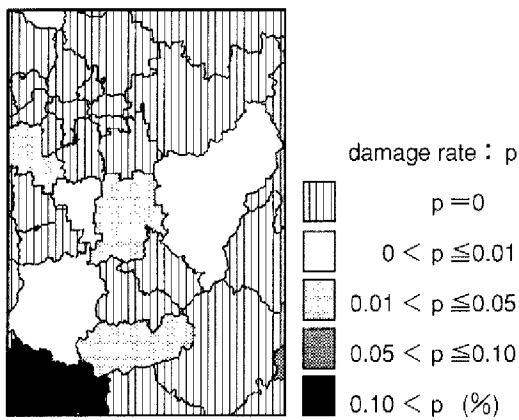 damage rate : p
p = 0
0 < p ≦ 0.01
0.01 < p ≦ 0.05
0.05 < p ≦ 0.10
0.10 < p (%)